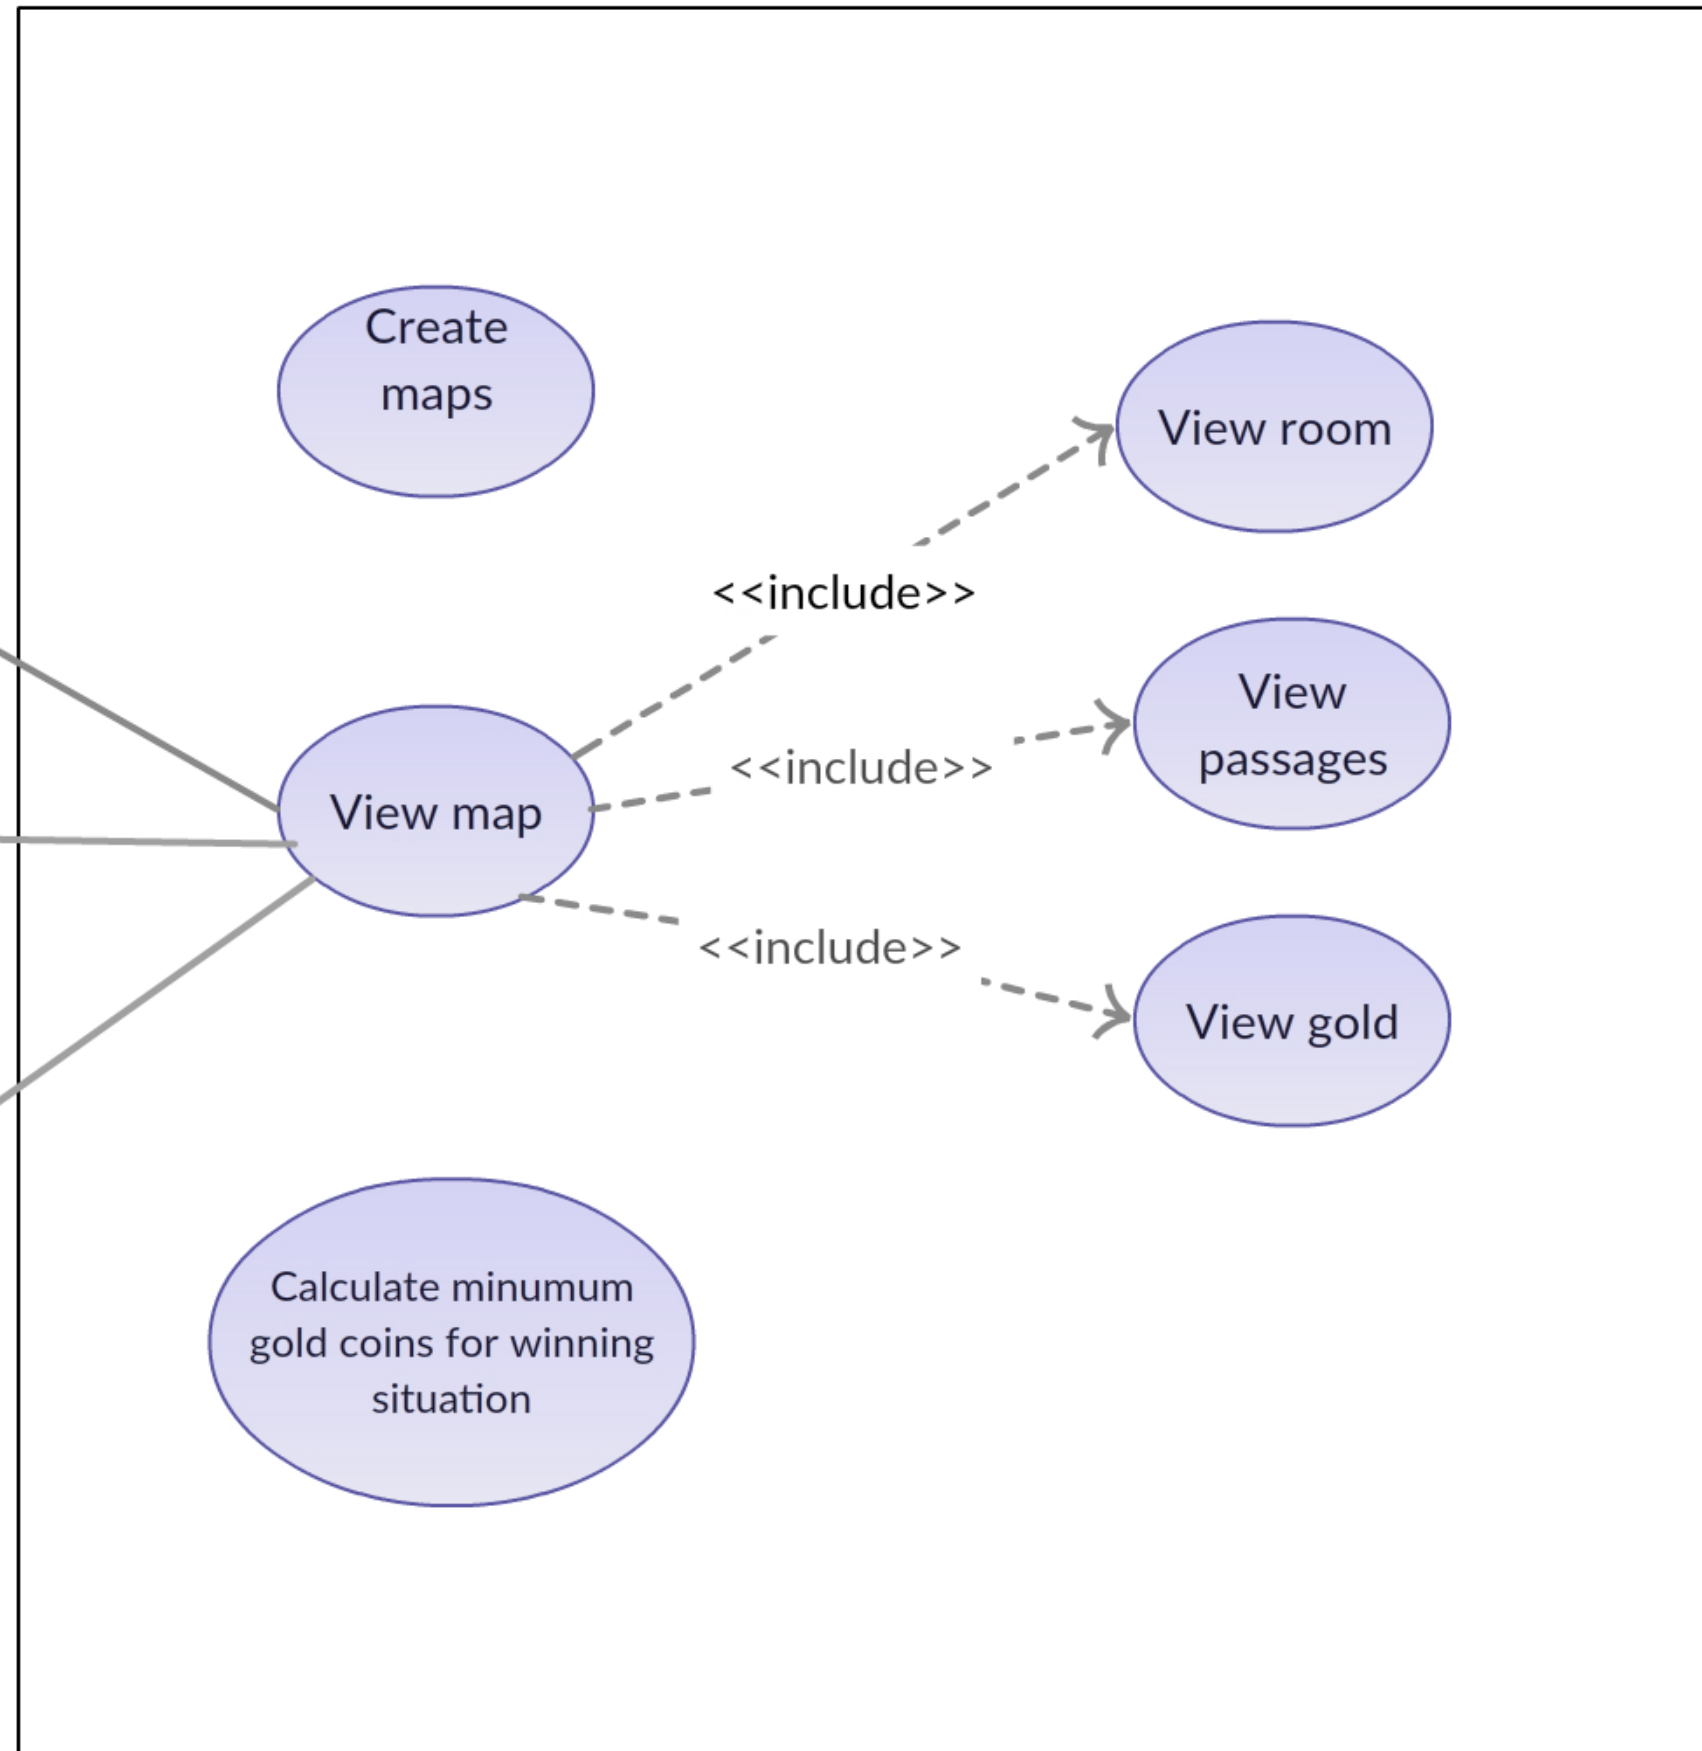 Create
maps
View room
<<include>>
View
passages
<<include>>
View map
<<include>>
View gold
Calculate minumum
gold coins for winning
situation